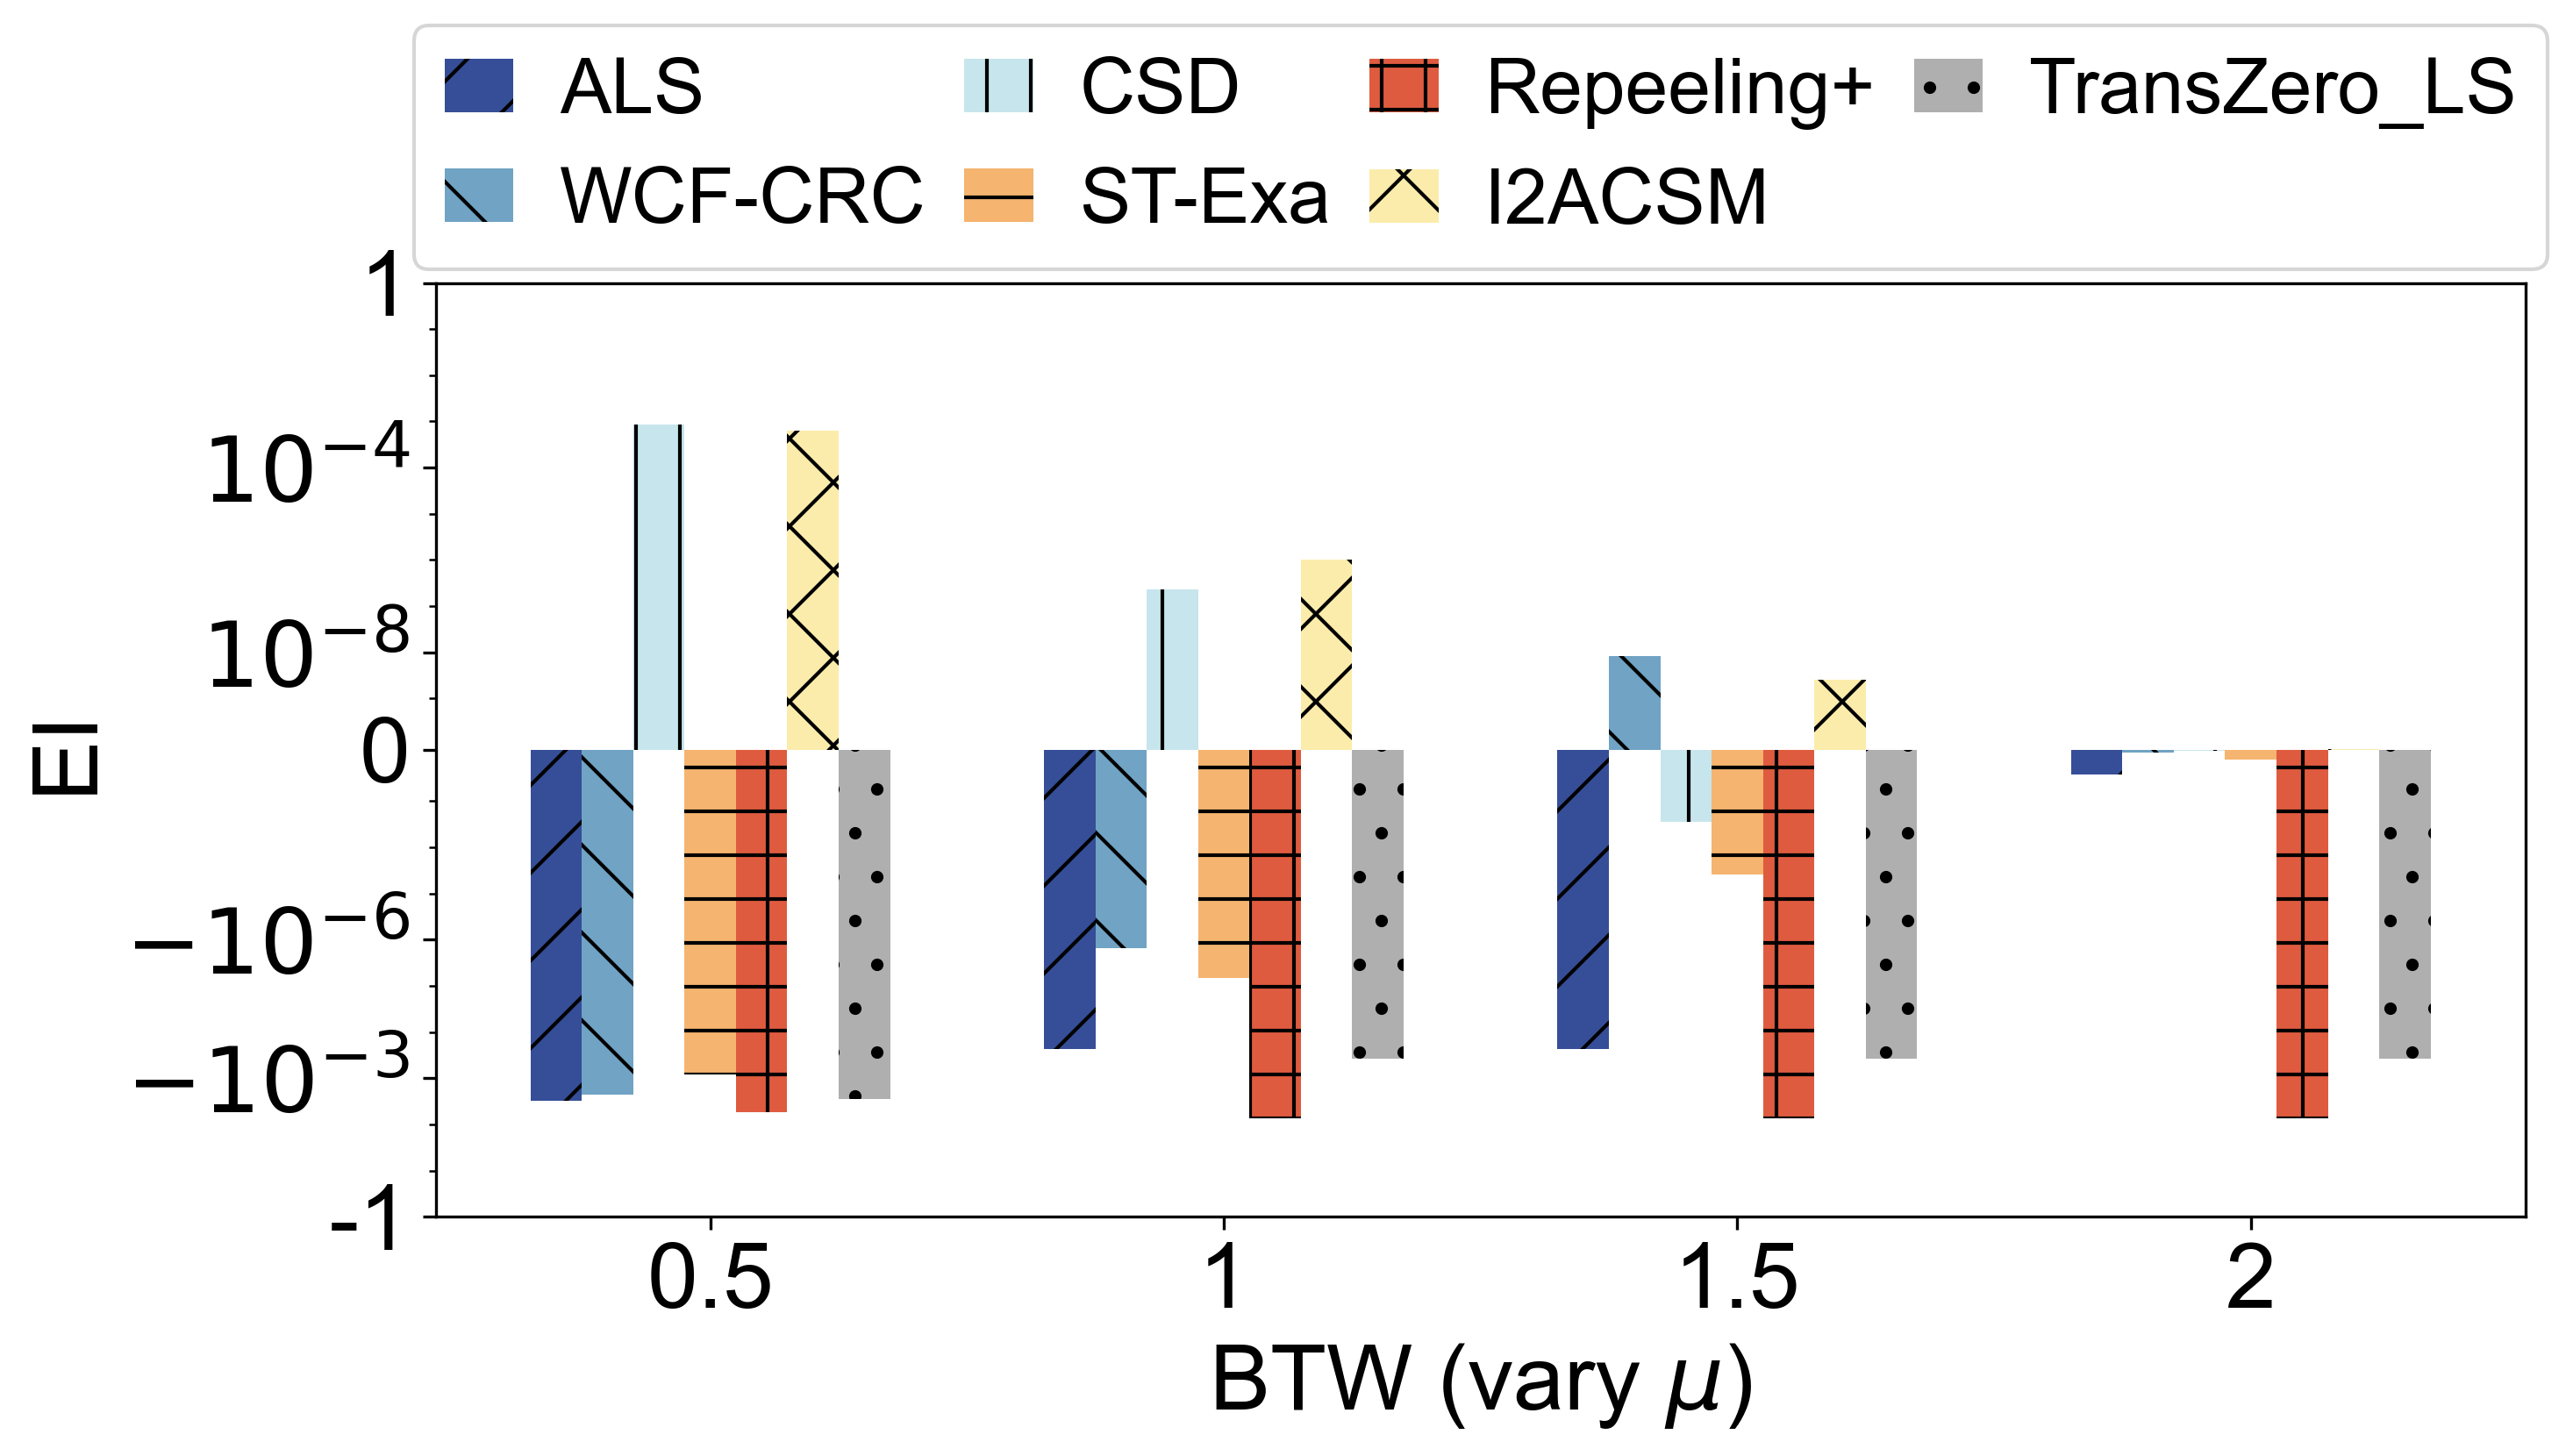 ALS CSD Repeeling+ TransZero_LS
WCF-CRC ST-Exa I2ACSM
1
10⁻⁴
10⁻⁸
0
−10⁻⁶
−10⁻³
-1
EI
0.5 1 1.5 2
BTW (vary μ)